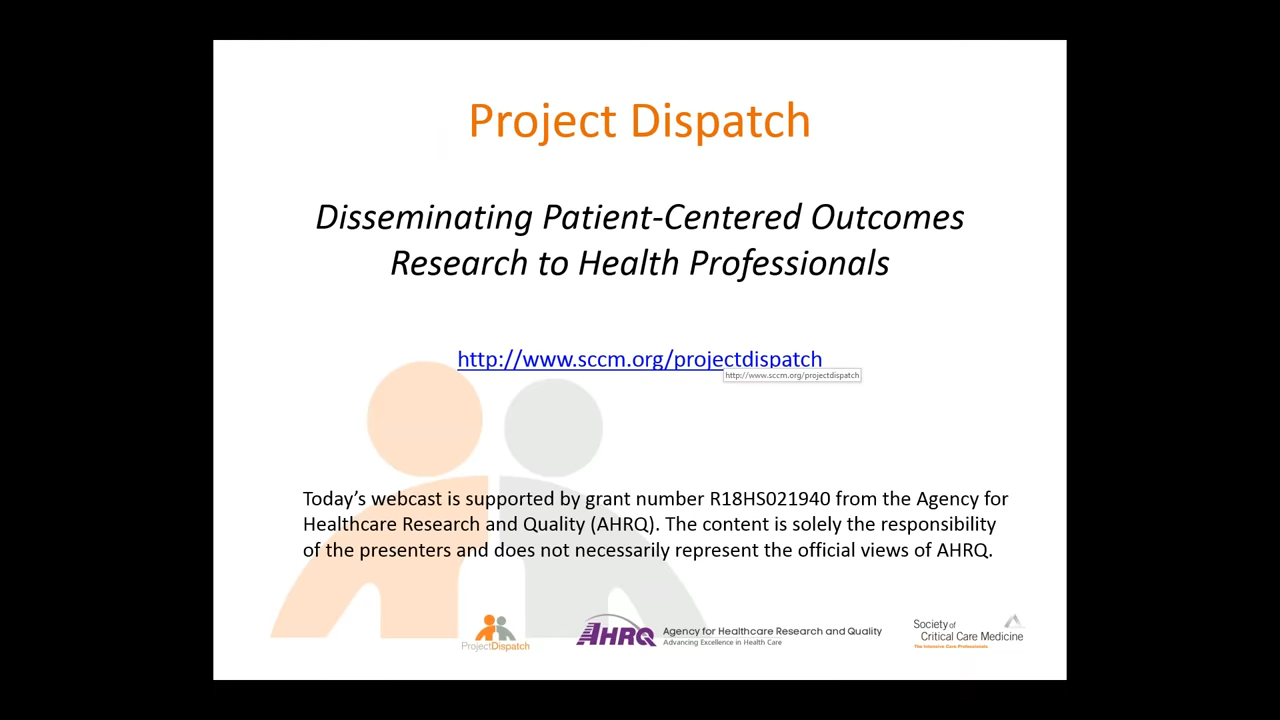 Project Dispatch
Disseminating Patient-Centered Outcomes
Research to Health Professionals
http://www.sccm.org/projectdispatch
http://www.sccm.org/projectdispatch
Today’s webcast is supported by grant number R18HS021940 from the Agency for
Healthcare Research and Quality (AHRQ). The content is solely the responsibility
of the presenters and does not necessarily represent the official views of AHRQ.
ProjectDispatch
AHRQ
Agency for Healthcare Research and Quality
Advancing Excellence in Health Care
Society of
Critical Care Medicine
The Intensive Care Professionals